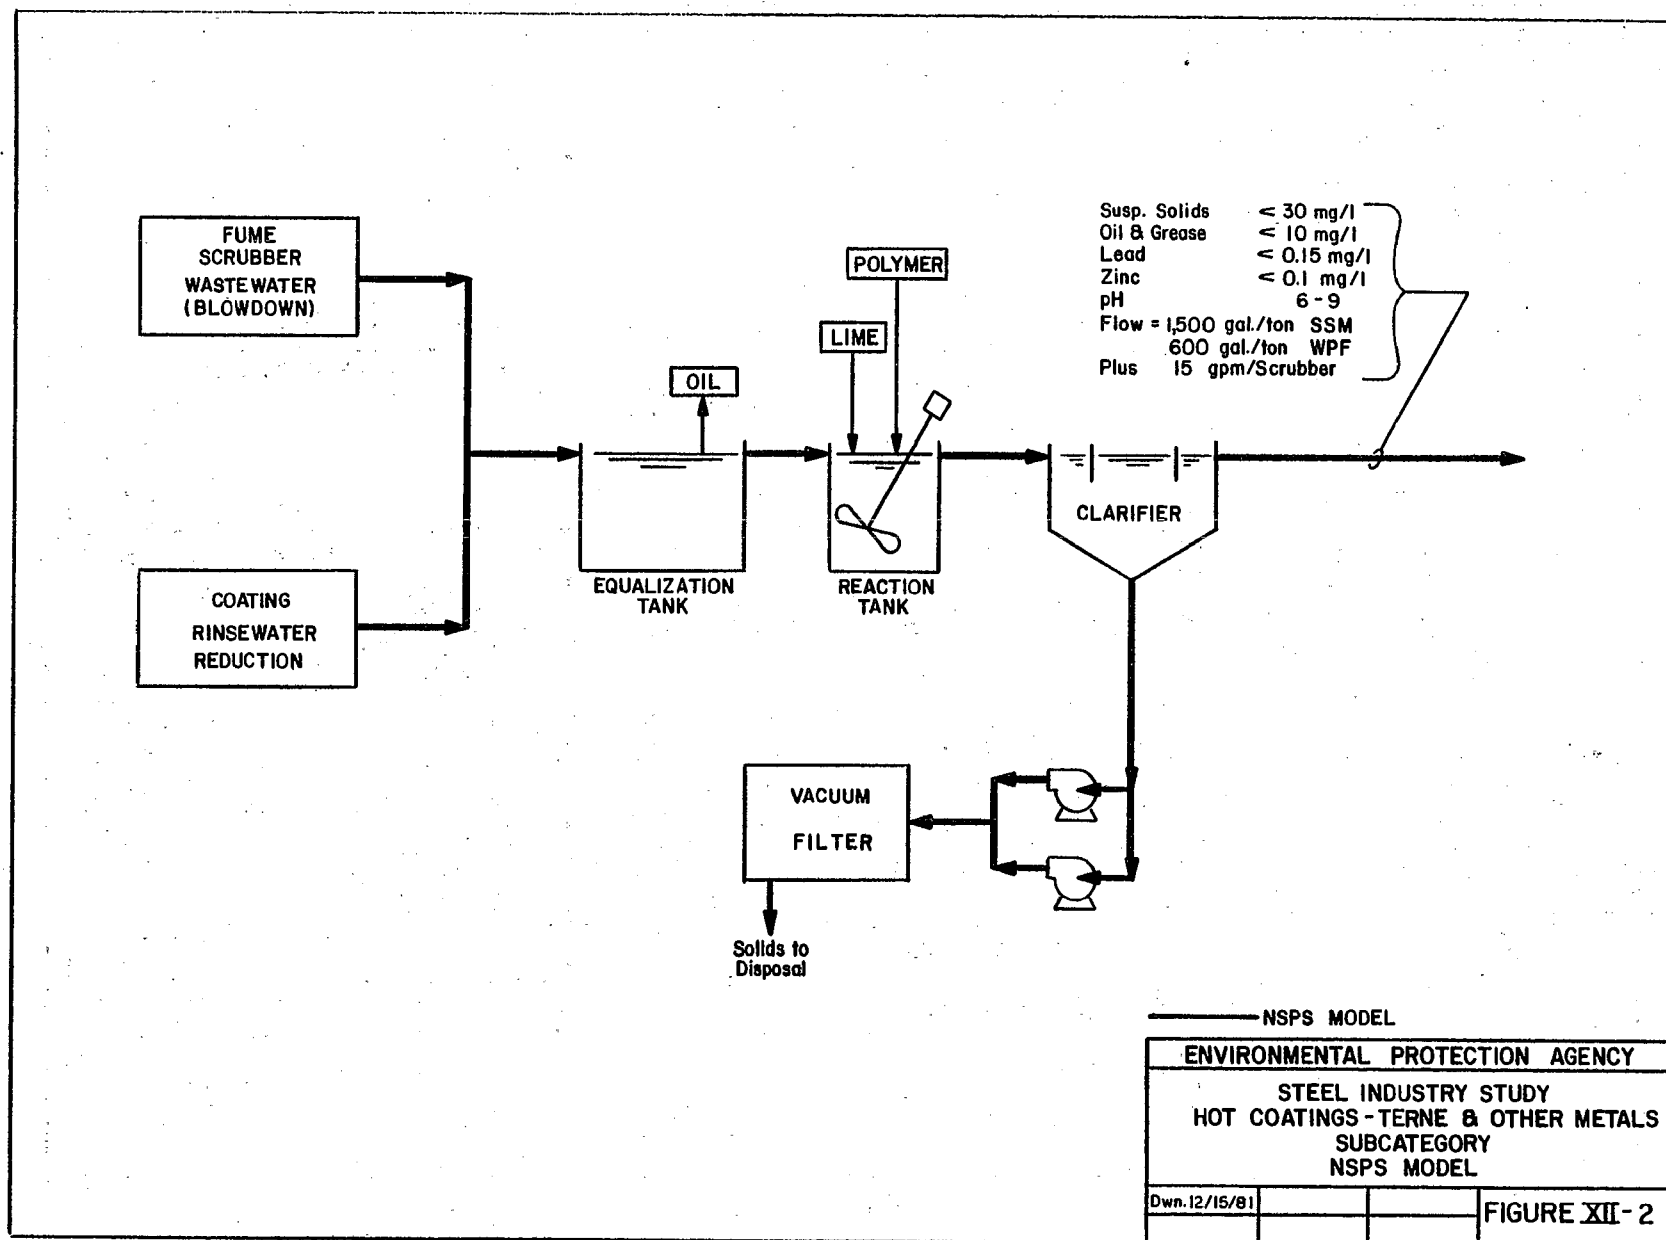 FUME
SCRUBBER
WASTEWATER
(BLOWDOWN)
COATING
RINSEWATER
REDUCTION
OIL
EQUALIZATION
TANK
LIME
POLYMER
REACTION
TANK
CLARIFIER
Susp. Solids ≤ 30 mg/l
Oil & Grease ≤ 10 mg/l
Lead ≤ 0.15 mg/l
Zinc ≤ 0.1 mg/l
pH 6-9
Flow = 1,500 gal./ton SSM
600 gal./ton WPF
Plus 15 gpm/Scrubber
VACUUM
FILTER
Solids to
Disposal
NSPS MODEL
ENVIRONMENTAL PROTECTION AGENCY
STEEL INDUSTRY STUDY
HOT COATINGS-TERNE & OTHER METALS
SUBCATEGORY
NSPS MODEL
Dwn.12/15/81
FIGURE XII-2